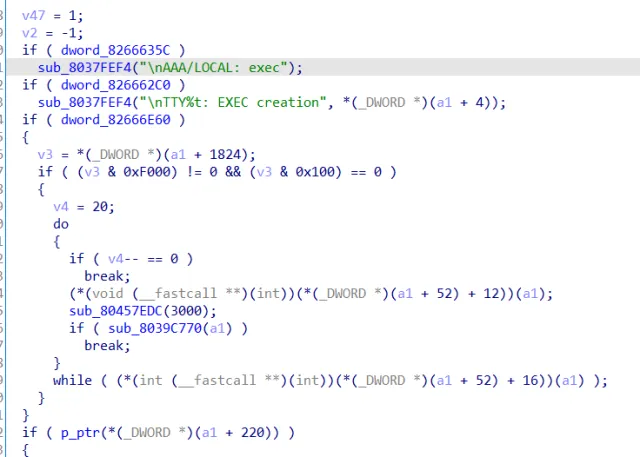 v47 = 1;
v2 = -1;
if ( dword_8266635C )
sub_8037FEF4("\nAAA/LOCAL: exec");
if ( dword_826662C0 )
sub_8037FEF4("\nTTY%t: EXEC creation", *(_DWORD *)(a1 + 4));
if ( dword_82666E60 )
{
v3 = *(_DWORD *)(a1 + 1824);
if ( (v3 & 0xF000) != 0 && (v3 & 0x100) == 0 )
{
v4 = 20;
do
{
if ( v4-- == 0 )
break;
(*(void (__fastcall **)(int))(*(_DWORD *)(a1 + 52) + 12))(a1);
sub_80457EDC(3000);
if ( sub_8039C770(a1) )
break;
}
while ( (*(int (__fastcall **)(int))(*(_DWORD *)(a1 + 52) + 16))(a1) );
}
}
if ( p_ptr(*(_DWORD *)(a1 + 220)) )
{